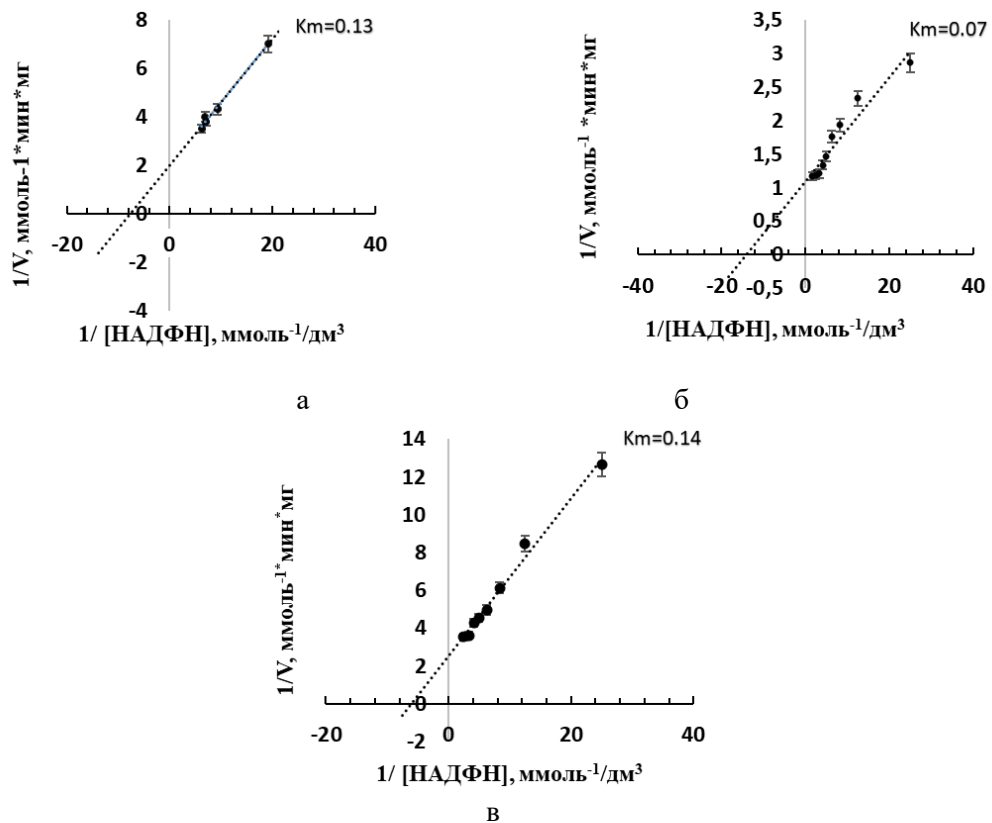 Km=0.13
8
6
4
2
0
-2
-4
-20 0 20 40
1/V, ммоль-1*мин*мг
1/ [НАДФН], ммоль⁻¹/дм³
а
Km=0.07
3,5
3
2,5
2
1,5
1
0,5
0
-0,5
-40 -20 0 20 40
1/V, ммоль⁻¹ *мин*мг
1/[НАДФН], ммоль⁻¹/дм³
б
Km=0.14
14
12
10
8
6
4
2
0
-2
-20 0 20 40
1/V, ммоль⁻¹*мин*мг
1/ [НАДФН], ммоль⁻¹/дм³
в